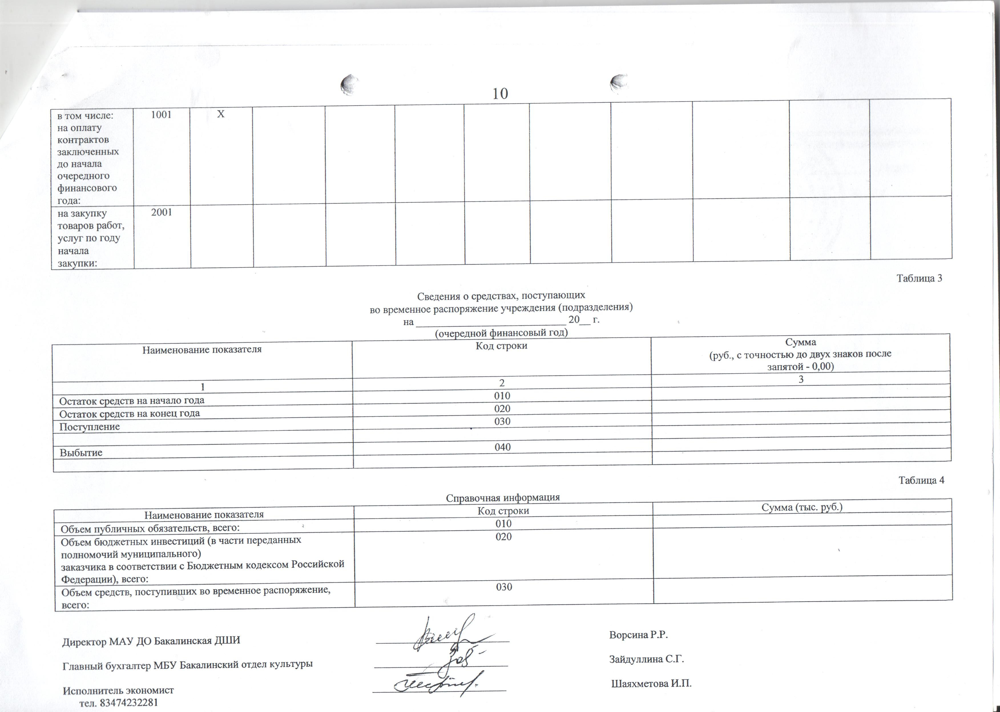 10
в том числе: 1001 X
на оплату
контрактов
заключенных
до начала
очередного
финансового
года:
на закупку 2001
товаров работ,
услуг по году
начала
закупки:
Таблица 3
Сведения о средствах, поступающих
во временное распоряжение учреждения (подразделения)
на ___________________________ 20__ г.
(очередной финансовый год)
Наименование показателя Код строки Сумма
(руб., с точностью до двух знаков после
запятой - 0,00)
1 2 3
Остаток средств на начало года 010
Остаток средств на конец года 020
Поступление 030
Выбытие 040
Таблица 4
Справочная информация
Наименование показателя Код строки Сумма (тыс. руб.)
Объем публичных обязательств, всего: 010
Объем бюджетных инвестиций (в части переданных 020
полномочий муниципального)
заказчика в соответствии с Бюджетным кодексом Российской
Федерации), всего:
Объем средств, поступивших во временное распоряжение, 030
всего:
Директор МАУ ДО Бакалинская ДШИ Ворсина Р.Р.
Главный бухгалтер МБУ Бакалинский отдел культуры Зайдуллина С.Г.
Исполнитель экономист Шаяхметова И.П.
тел. 83474232281